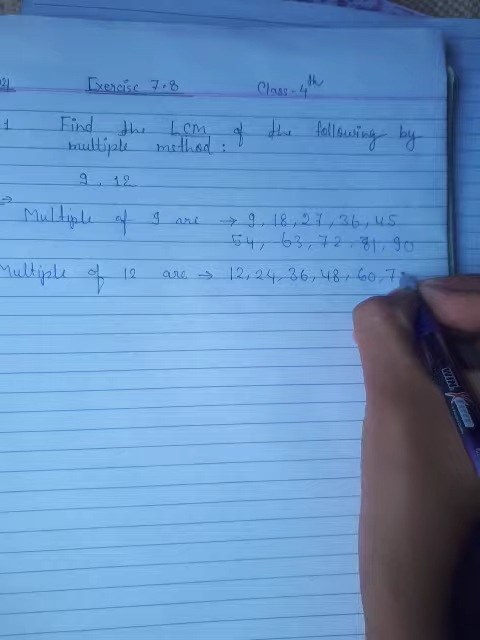 Exercise 7.8 Class-4th
1 Find the LCM of the following by
multiple method:
9, 12
⇒ Multiple of 9 are → 9, 18, 27, 36, 45
54, 63, 72, 81, 90
Multiple of 12 are → 12, 24, 36, 48, 60, 7